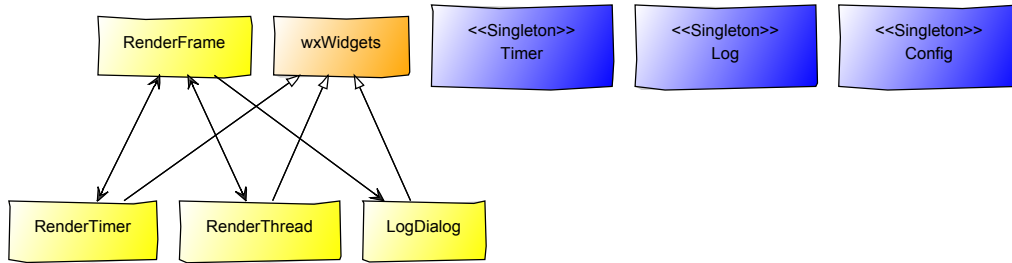 RenderFrame
wxWidgets
<<Singleton>>
Timer
<<Singleton>>
Log
<<Singleton>>
Config
RenderTimer
RenderThread
LogDialog